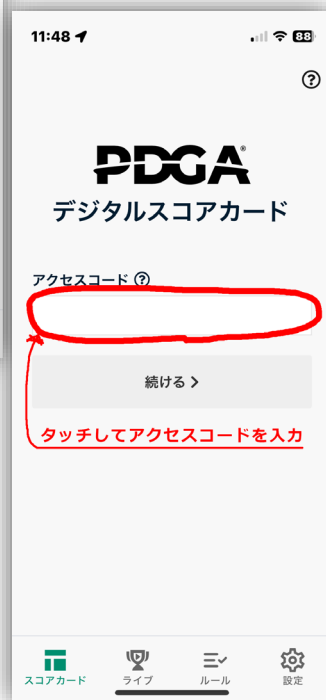 11:48
88
PDGA®
デジタルスコアカード
アクセスコード ?
続ける >
タッチしてアクセスコードを入力
スコアカード
ライブ
ルール
設定